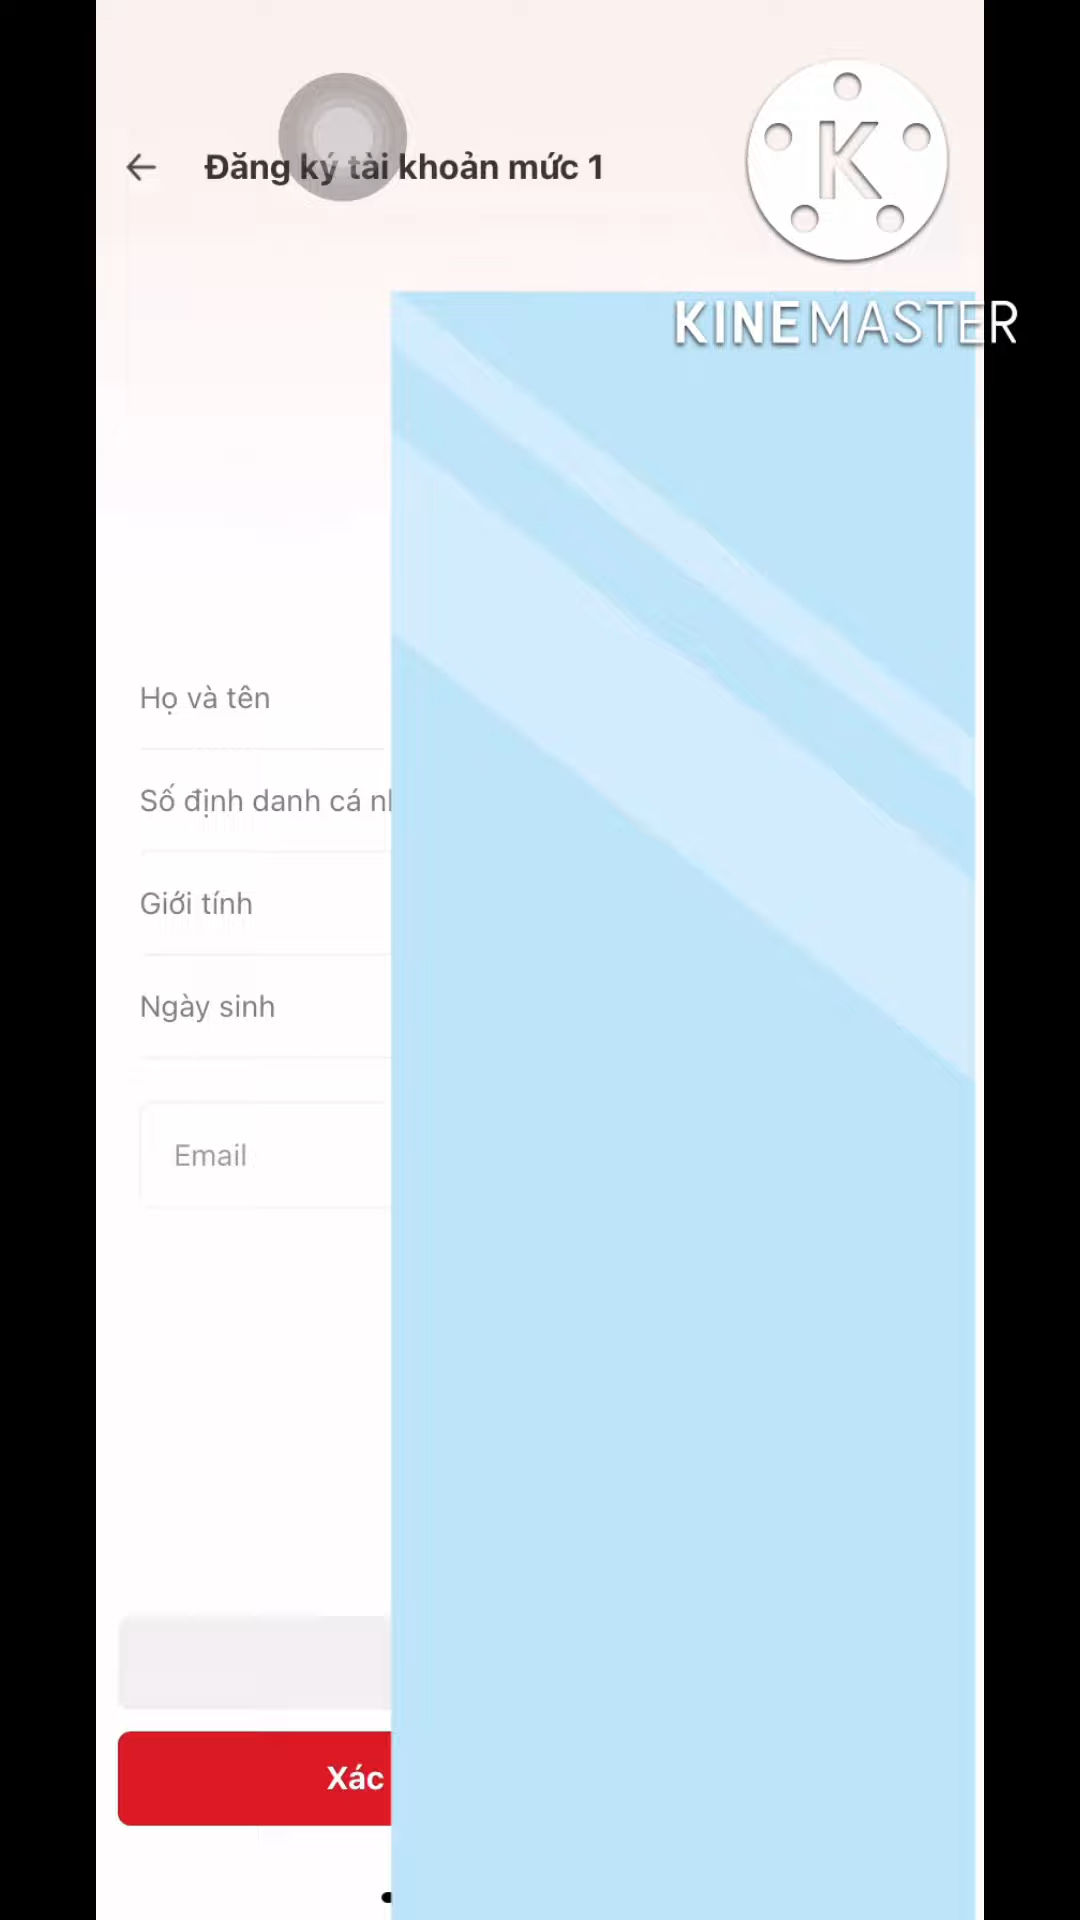 Đăng ký tài khoản mức 1
K
KINEMASTER
Họ và tên
Số định danh cá
Giới tính
Ngày sinh
Email
Xác